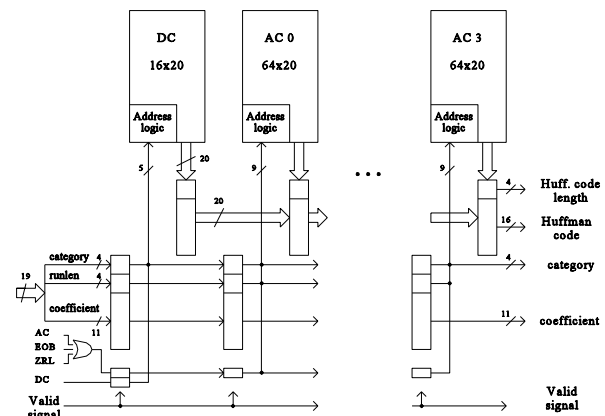 DC
16x20
AC 0
64x20
AC 3
64x20
Address
logic
Address
logic
Address
logic
5
20
9
9
20
4
Huff. code
length
16
Huffman
code
category
4
runlen
4
19
coefficient
11
4
category
11
coefficient
AC
EOB
ZRL
DC
Valid
signal
Valid
signal